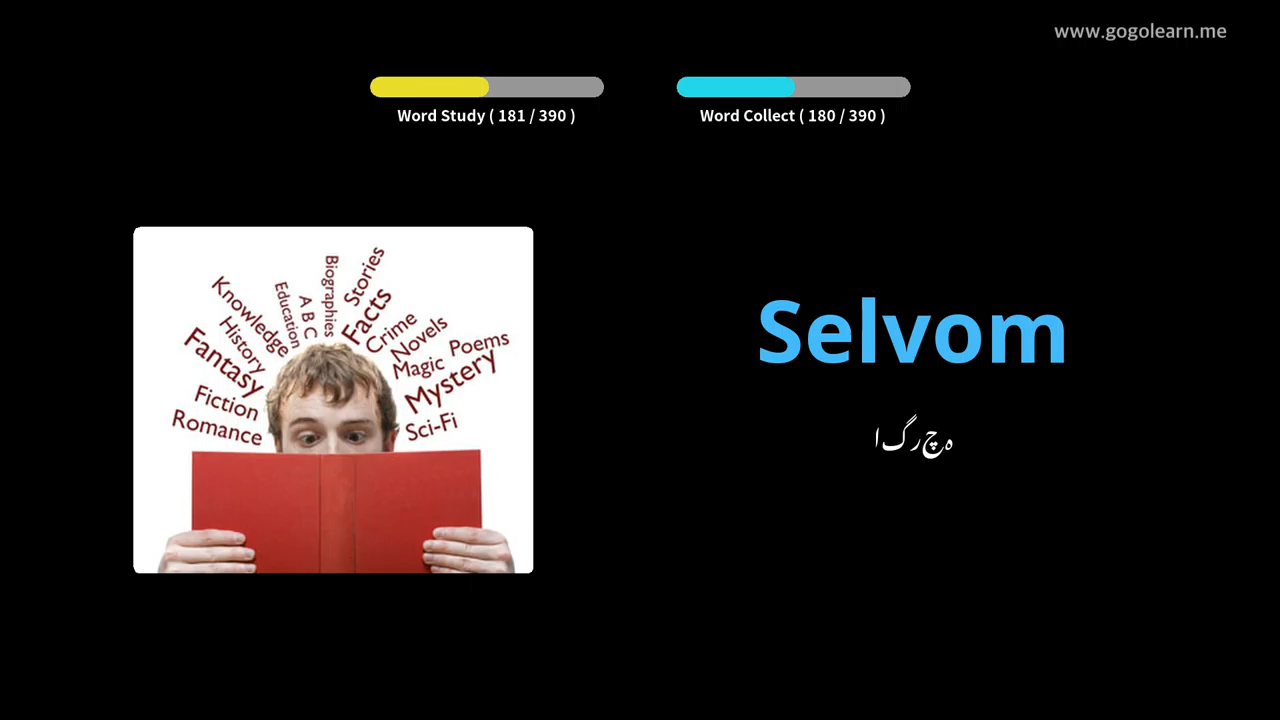 www.gogolearn.me
Word Study ( 181 / 390 )
Word Collect ( 180 / 390 )
Knowledge
History
Fantasy
Fiction
Romance
Education
A B C
Biographies
Stories
Facts
Crime
Novels
Magic
Poems
Mystery
Sci-Fi
Selvom
ہچرگا